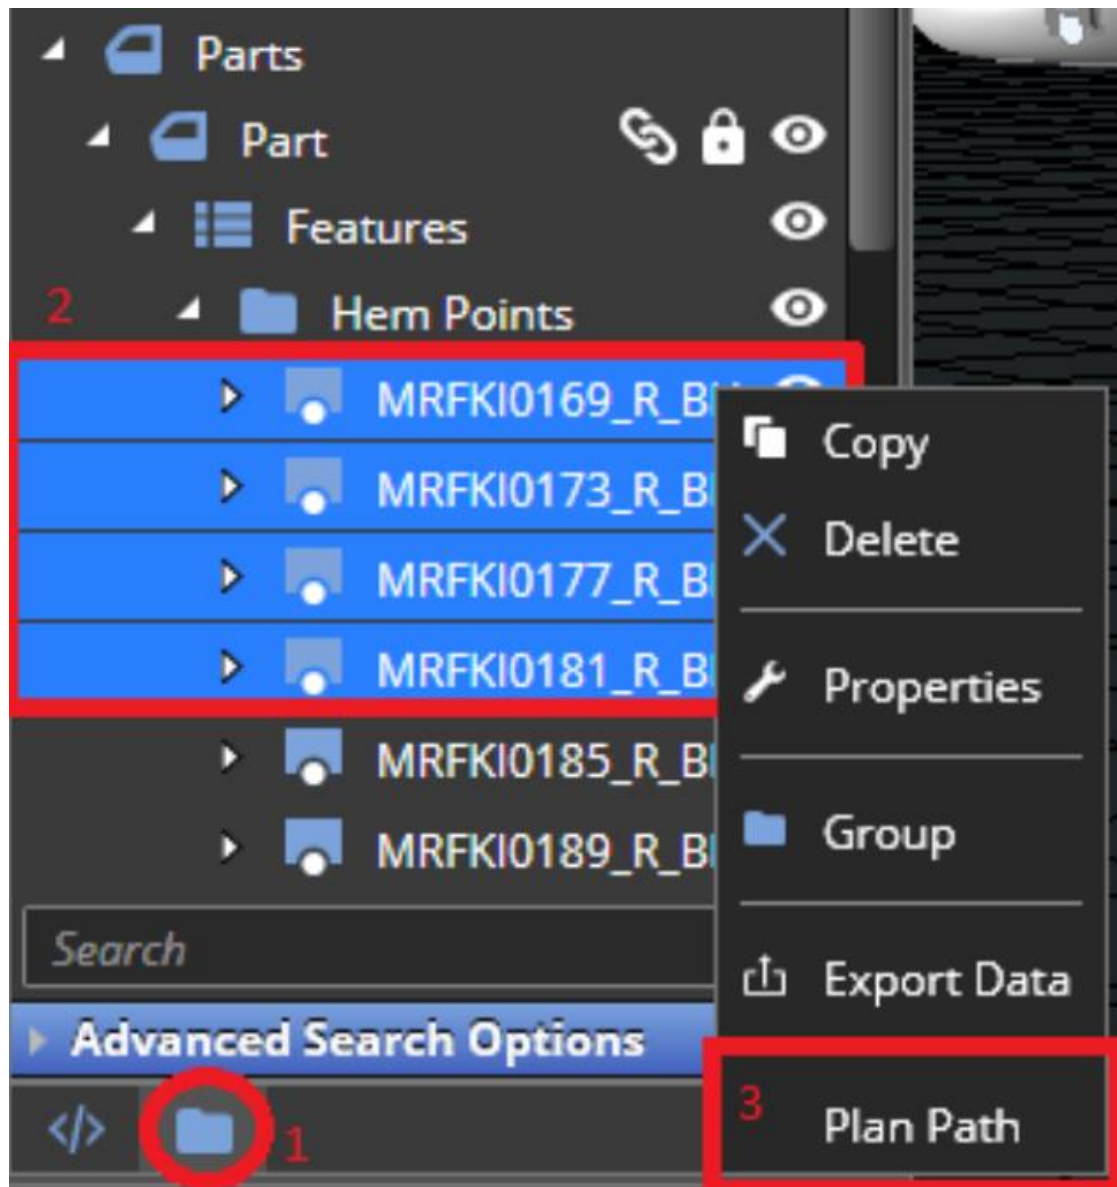 Parts
Part
Features
2
Hem Points
MRFKI0169_R_B
Copy
MRFKI0173_R_B
Delete
MRFKI0177_R_B
MRFKI0181_R_B
Properties
MRFKI0185_R_B
Group
MRFKI0189_R_B
Search
Export Data
Advanced Search Options
3
Plan Path
</>
1